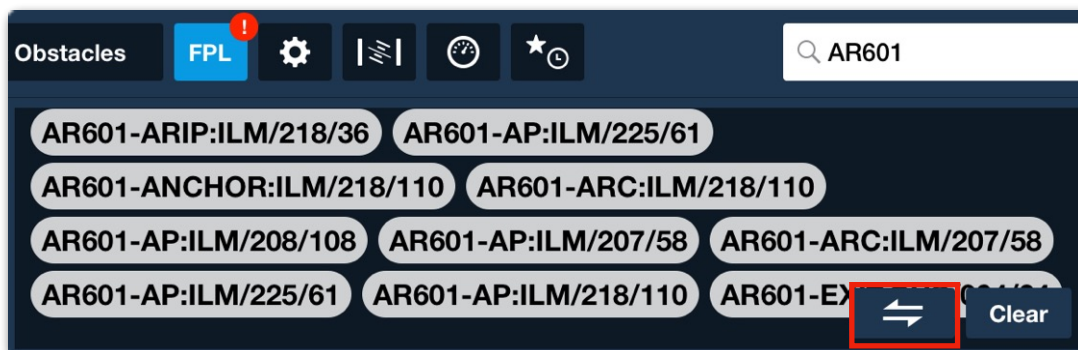 Obstacles FPL ! AR601
AR601-ARIP:ILM/218/36 AR601-AP:ILM/225/61
AR601-ANCHOR:ILM/218/110 AR601-ARC:ILM/218/110
AR601-AP:ILM/208/108 AR601-AP:ILM/207/58 AR601-ARC:ILM/207/58
AR601-AP:ILM/225/61 AR601-AP:ILM/218/110
Clear